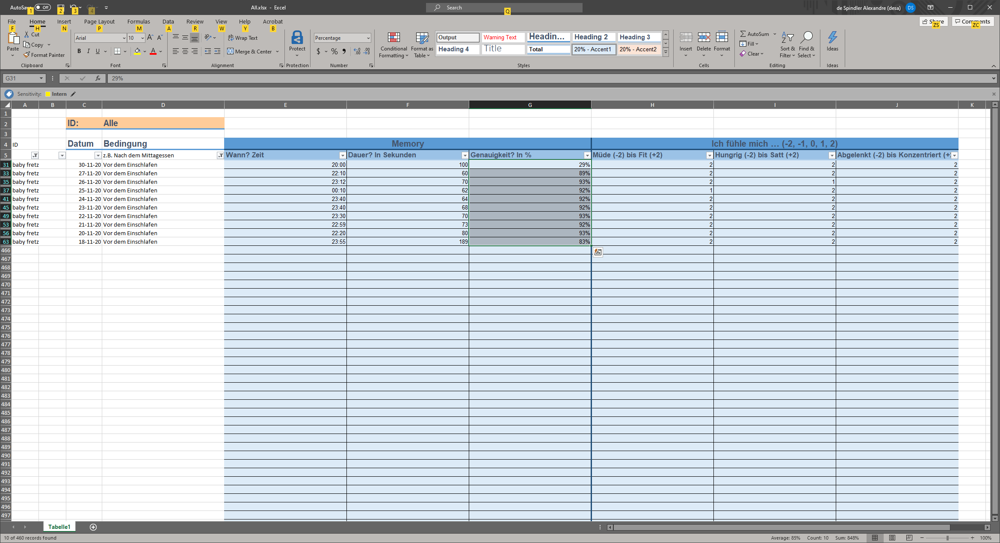 AutoSave Off All.xlsx - Excel Search de Spindler Alexandre (desa) DS
1 2 3 4 Q
File Home Insert Page Layout Formulas Data Review View Help Acrobat Share Comments
F H N P M A R W Y B ZS ZC
Cut Arial 10 Wrap Text Percentage Output Warning Text Headin... Heading 2 Heading 3 AutoSum
Copy Fill
Paste Format Painter B I U Merge & Center Protect $ % Conditional Formatting Format as Table Heading 4 Title Total 20% - Accent1 20% - Accent2 Insert Delete Format Clear Sort & Filter Find & Select Ideas
Clipboard Font Alignment Protection Number Styles Cells Editing Ideas
G31 fx 29%
Sensitivity: Intern
A B C D E F G H I J K
1
2 ID: Alle
3
4 ID Datum Bedingung Memory Ich fühle mich ... (-2, -1, 0, 1, 2)
5 z.B. Nach dem Mittagessen Wann? Zeit Dauer? In Sekunden Genauigkeit? In % Müde (-2) bis Fit (+2) Hungrig (-2) bis Satt (+2) Abgelenkt (-2) bis Konzentriert (+
31 baby fretz 30-11-20 Vor dem Einschlafen 20:00 100 29% 2 2 2
33 baby fretz 27-11-20 Vor dem Einschlafen 22:10 60 89% 2 2 2
35 baby fretz 26-11-20 Vor dem Einschlafen 23:12 70 93% 2 1 2
37 baby fretz 25-11-20 Vor dem Einschlafen 00:10 62 92% 1 2 2
41 baby fretz 24-11-20 Vor dem Einschlafen 23:40 64 92% 2 2 2
45 baby fretz 23-11-20 Vor dem Einschlafen 23:40 68 92% 2 2 2
49 baby fretz 22-11-20 Vor dem Einschlafen 23:30 70 93% 2 2 2
53 baby fretz 21-11-20 Vor dem Einschlafen 22:59 73 92% 2 2 2
56 baby fretz 20-11-20 Vor dem Einschlafen 22:20 80 93% 2 2 2
63 baby fretz 18-11-20 Vor dem Einschlafen 23:55 189 83% 2 2 2
466
467
468
469
470
471
472
473
474
475
476
477
478
479
480
481
482
483
484
485
486
487
488
489
490
491
492
493
494
495
496
497
Tabelle1
10 of 460 records found Average: 85% Count: 10 Sum: 848% 100%